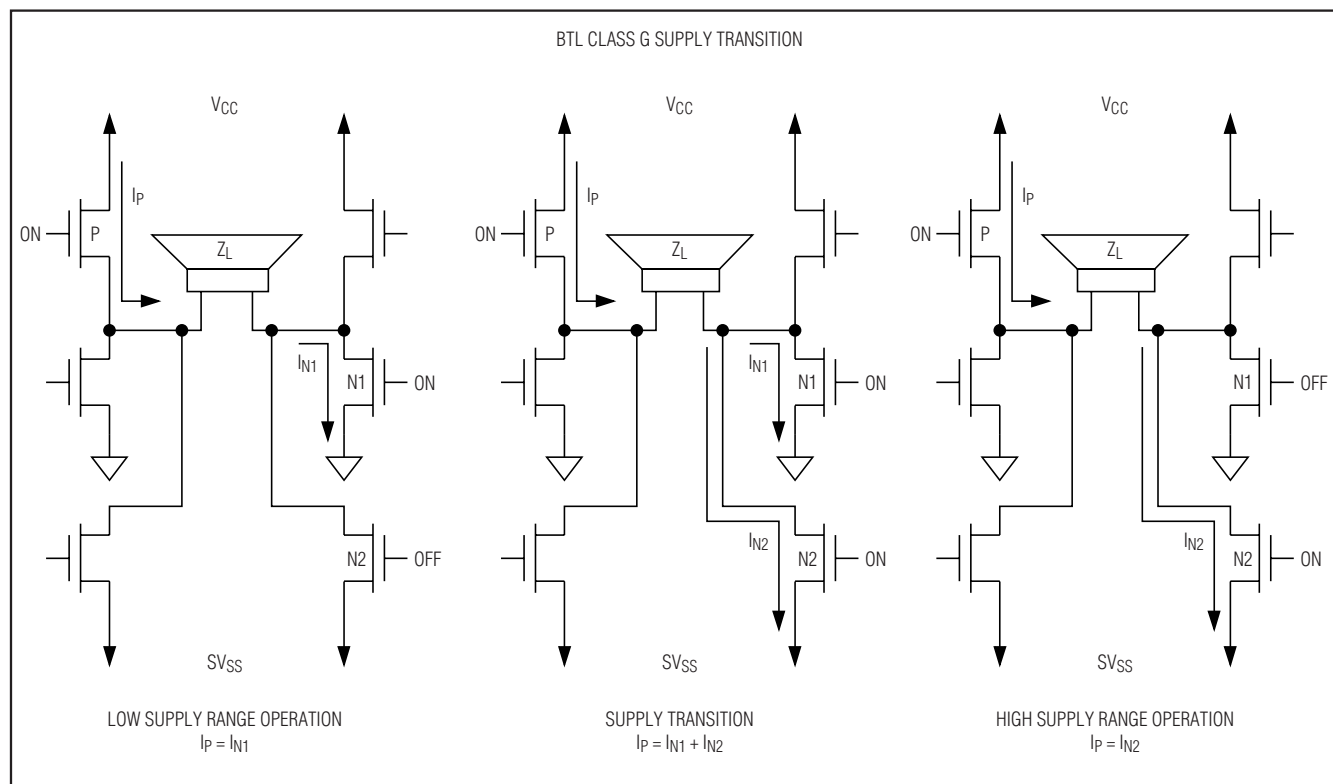 BTL CLASS G SUPPLY TRANSITION
VCC
IP
ON
P
ZL
IN1
N1
ON
N2
OFF
SVSS
LOW SUPPLY RANGE OPERATION
IP = IN1
VCC
IP
ON
P
ZL
IN1
N1
ON
IN2
N2
ON
SVSS
SUPPLY TRANSITION
IP = IN1 + IN2
VCC
IP
ON
P
ZL
N1
OFF
IN2
N2
ON
SVSS
HIGH SUPPLY RANGE OPERATION
IP = IN2